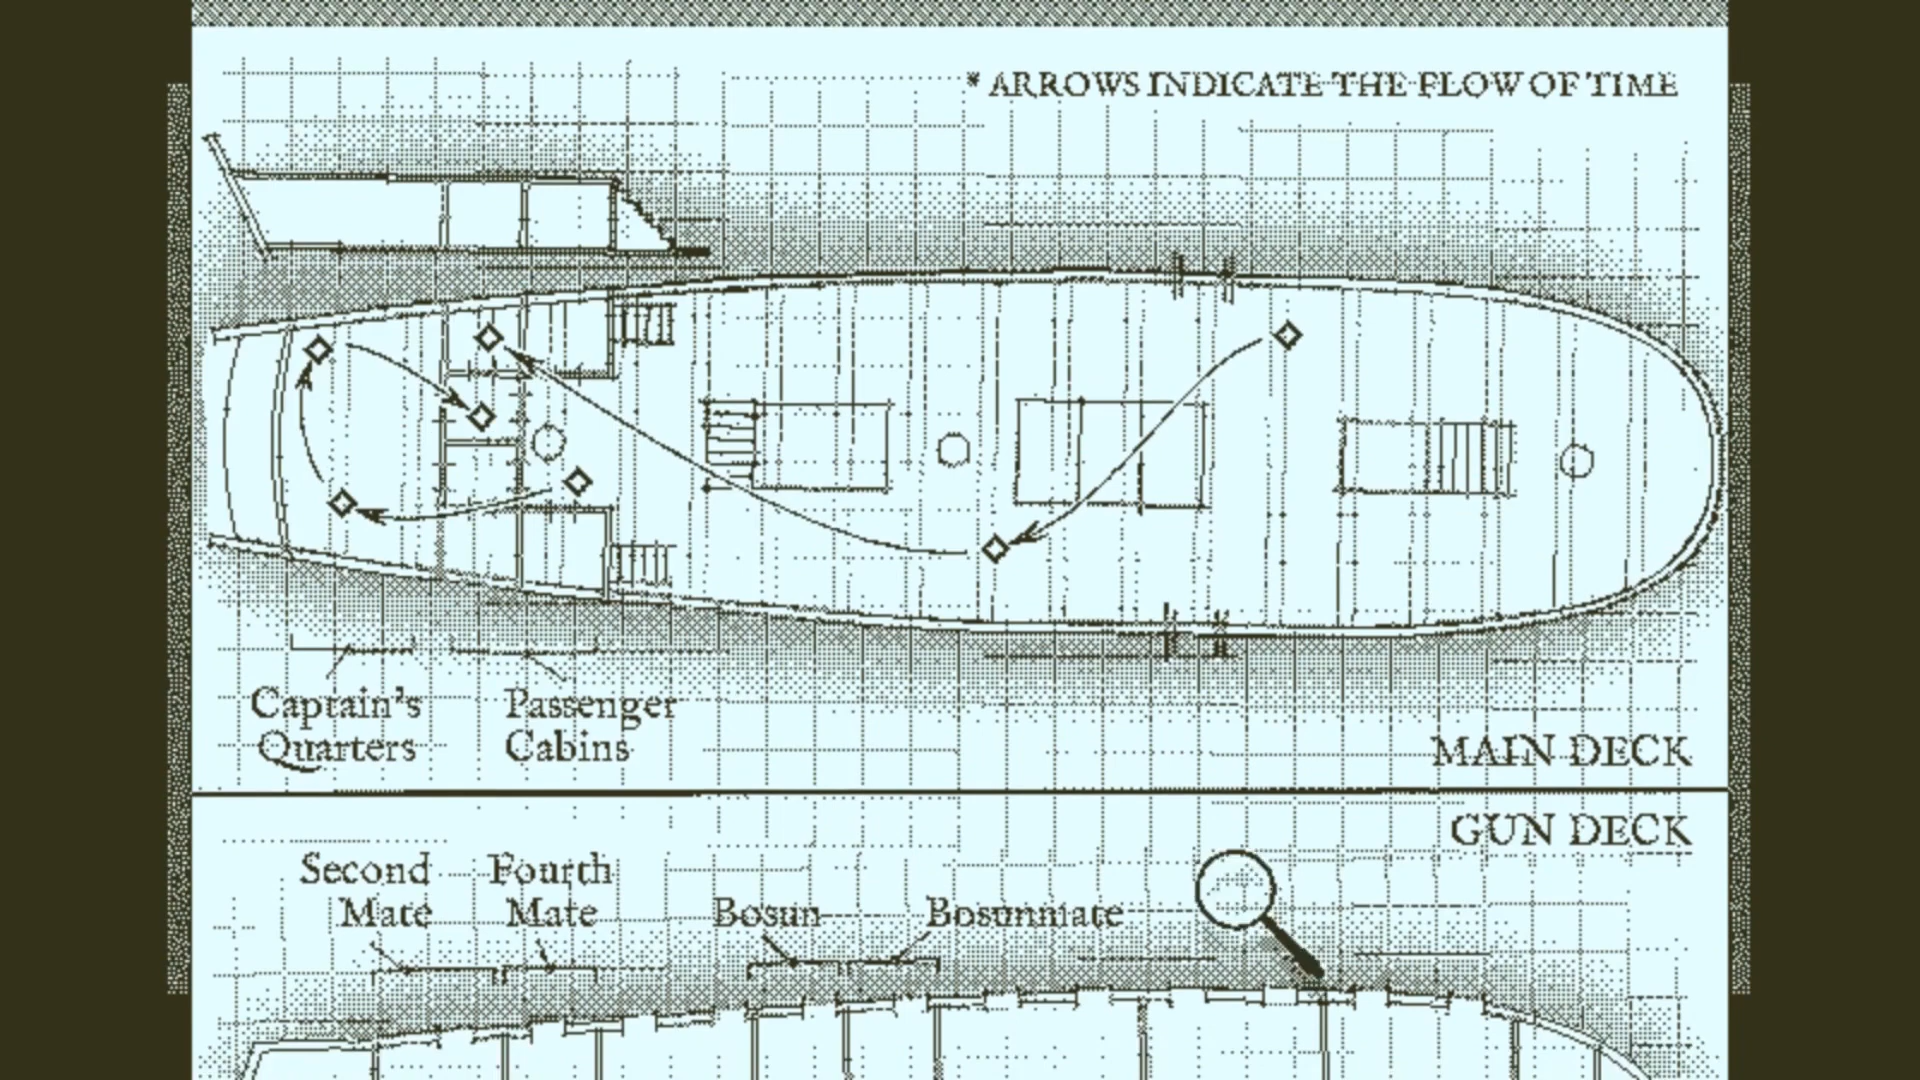 * ARROWS INDICATE THE FLOW OF TIME
Captain's
Quarters
Passenger
Cabins
MAIN DECK
GUN DECK
Second
Mate
Fourth
Mate
Bosun
Bosunmate